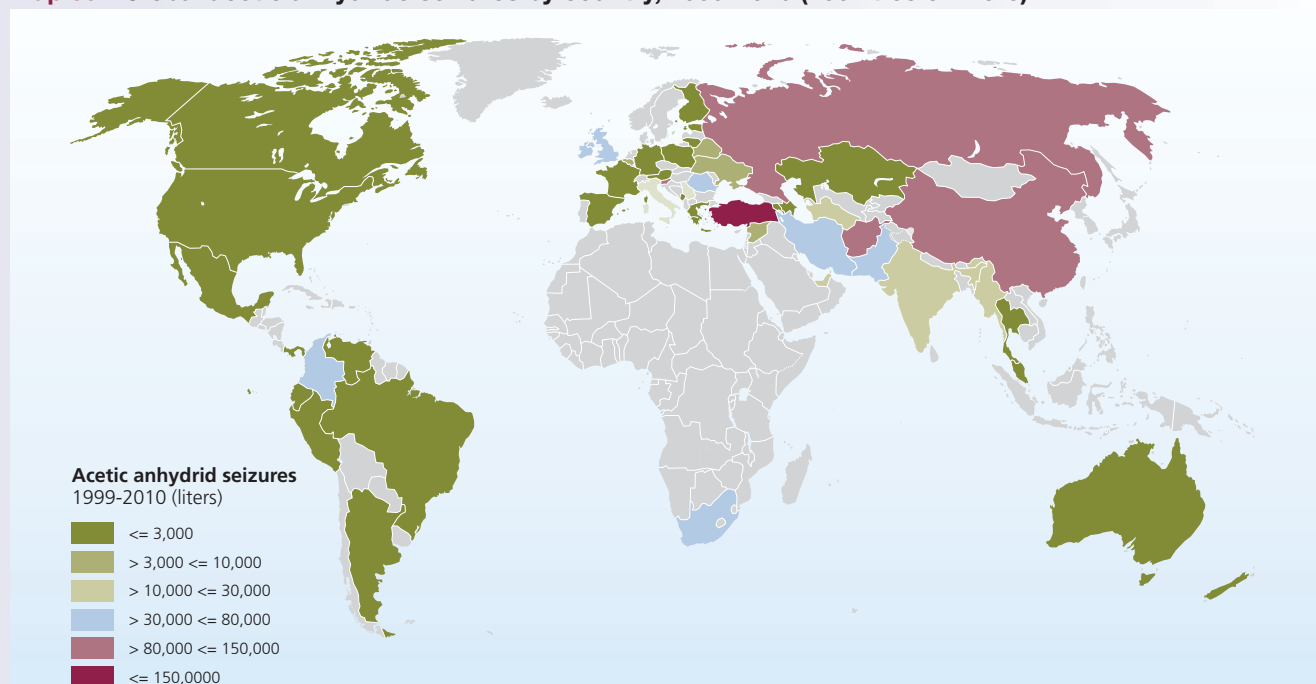 Acetic anhydrid seizures
1999-2010 (liters)
<= 3,000
> 3,000 <= 10,000
> 10,000 <= 30,000
> 30,000 <= 80,000
> 80,000 <= 150,000
<= 150,0000